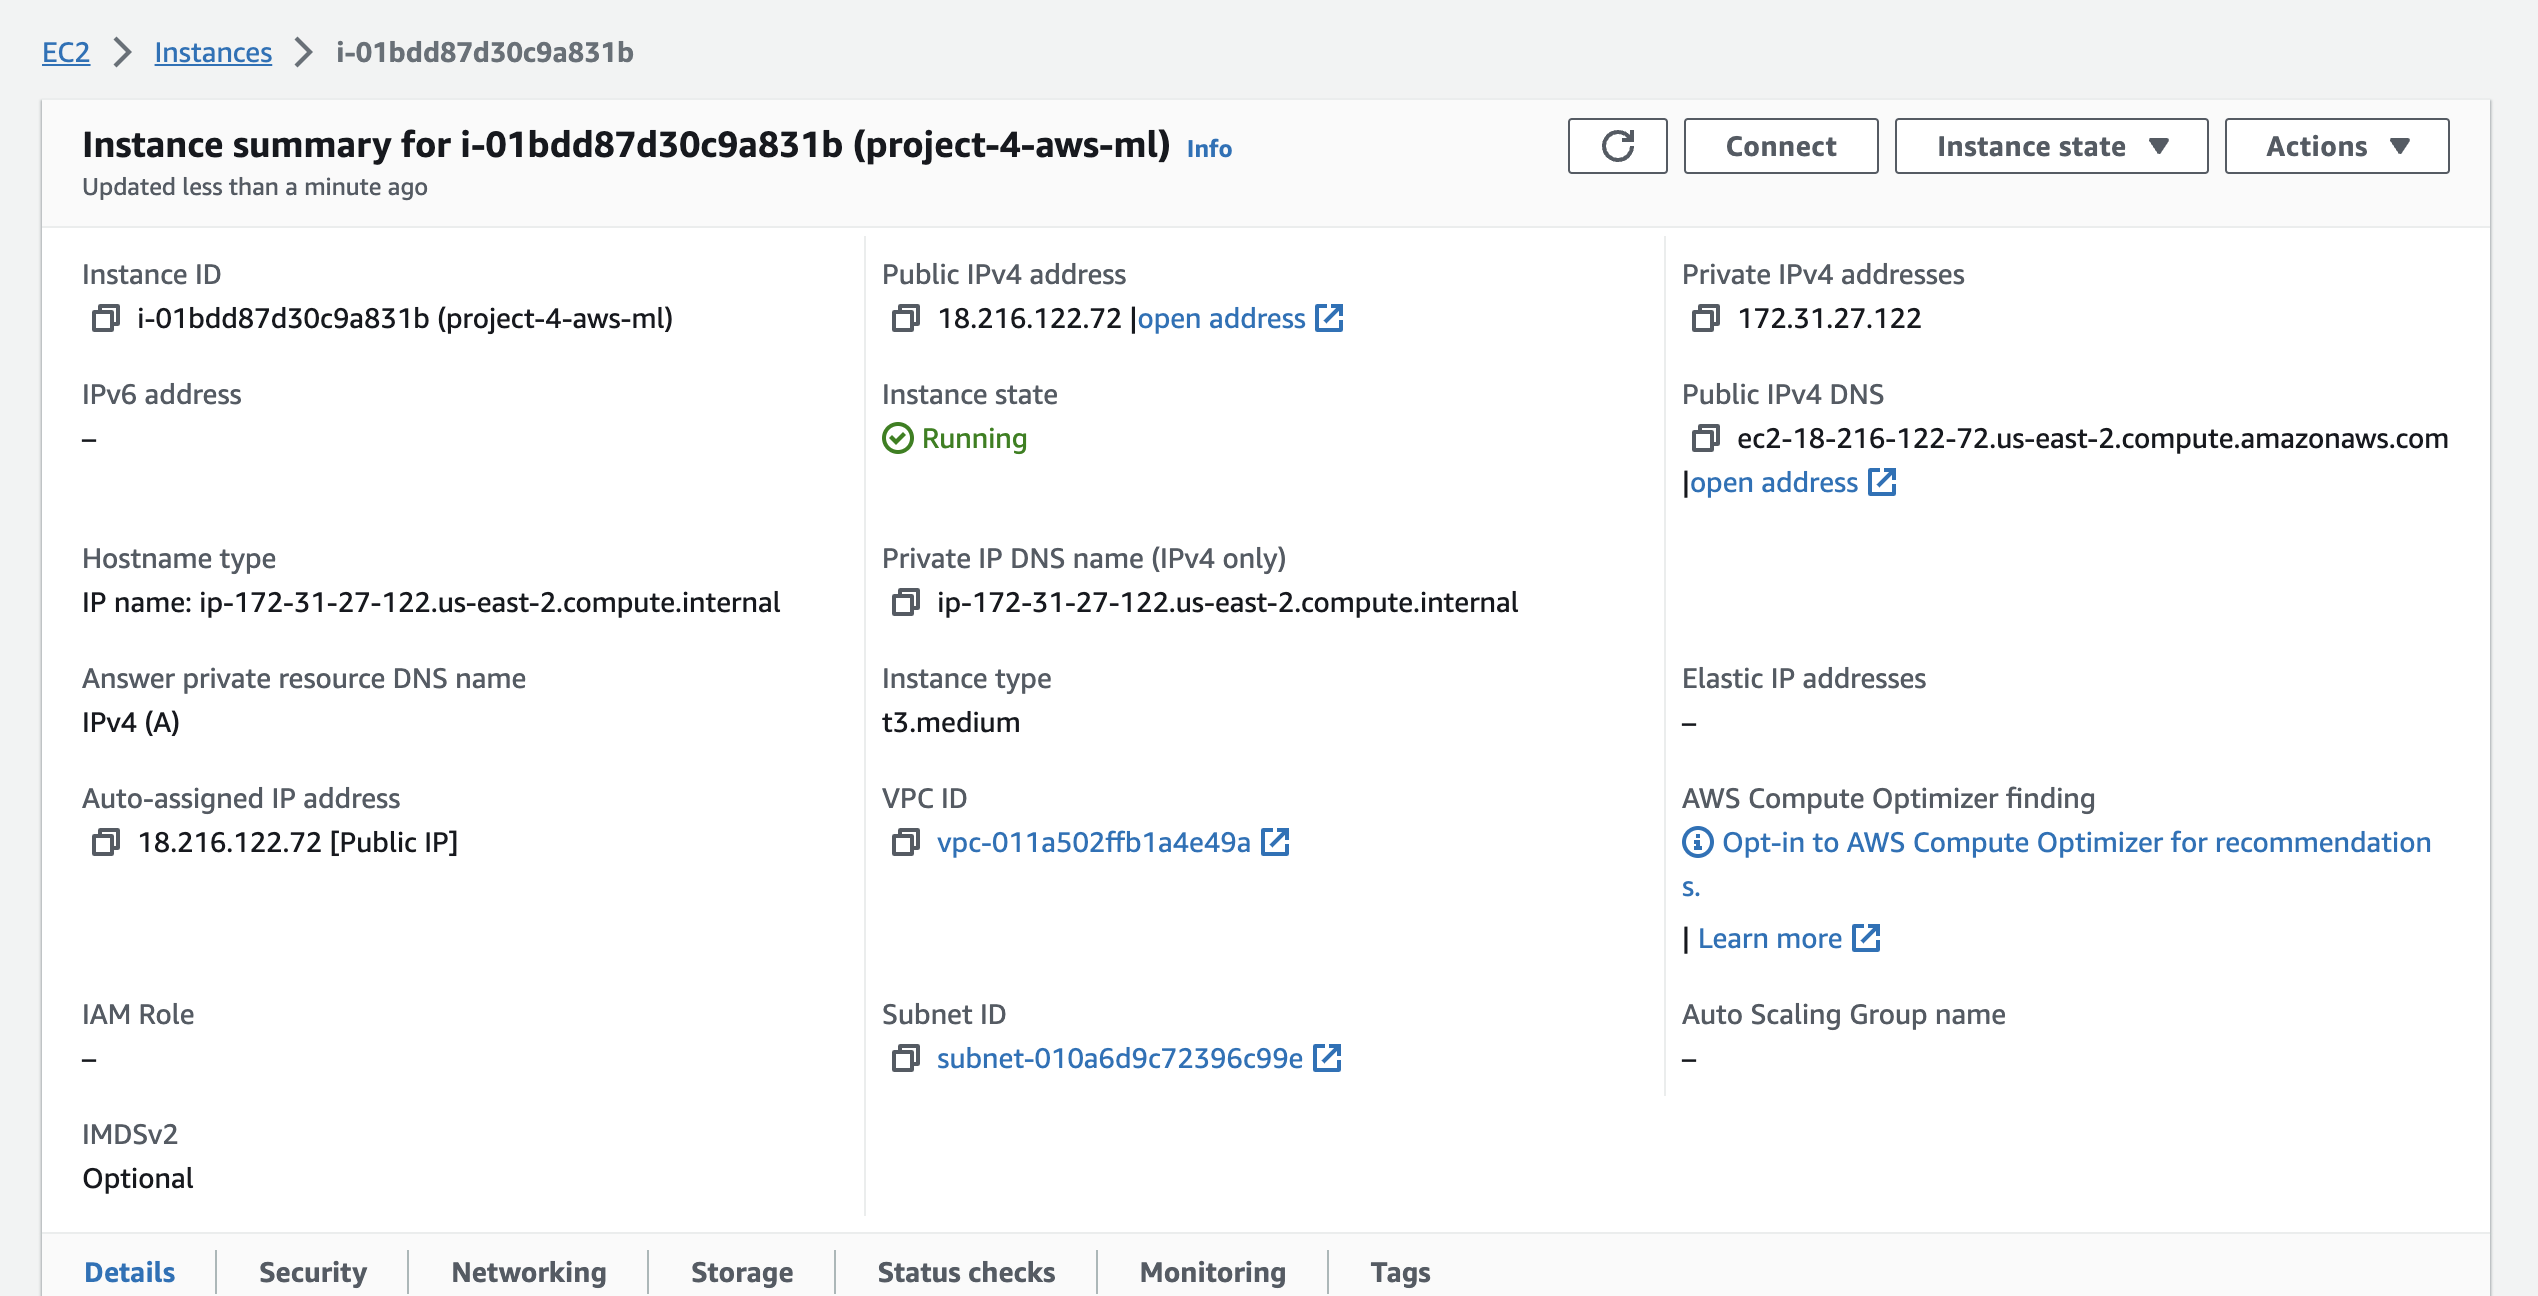 EC2 > Instances > i-01bdd87d30c9a831b
Instance summary for i-01bdd87d30c9a831b (project-4-aws-ml) Info
Updated less than a minute ago
Connect
Instance state
Actions
Instance ID
i-01bdd87d30c9a831b (project-4-aws-ml)
Public IPv4 address
18.216.122.72 |open address
Private IPv4 addresses
172.31.27.122
IPv6 address
–
Instance state
Running
Public IPv4 DNS
ec2-18-216-122-72.us-east-2.compute.amazonaws.com
|open address
Hostname type
IP name: ip-172-31-27-122.us-east-2.compute.internal
Private IP DNS name (IPv4 only)
ip-172-31-27-122.us-east-2.compute.internal
Answer private resource DNS name
IPv4 (A)
Instance type
t3.medium
Elastic IP addresses
–
Auto-assigned IP address
18.216.122.72 [Public IP]
VPC ID
vpc-011a502ffb1a4e49a
AWS Compute Optimizer finding
Opt-in to AWS Compute Optimizer for recommendation
s.
| Learn more
IAM Role
–
Subnet ID
subnet-010a6d9c72396c99e
Auto Scaling Group name
–
IMDSv2
Optional
Details
Security
Networking
Storage
Status checks
Monitoring
Tags